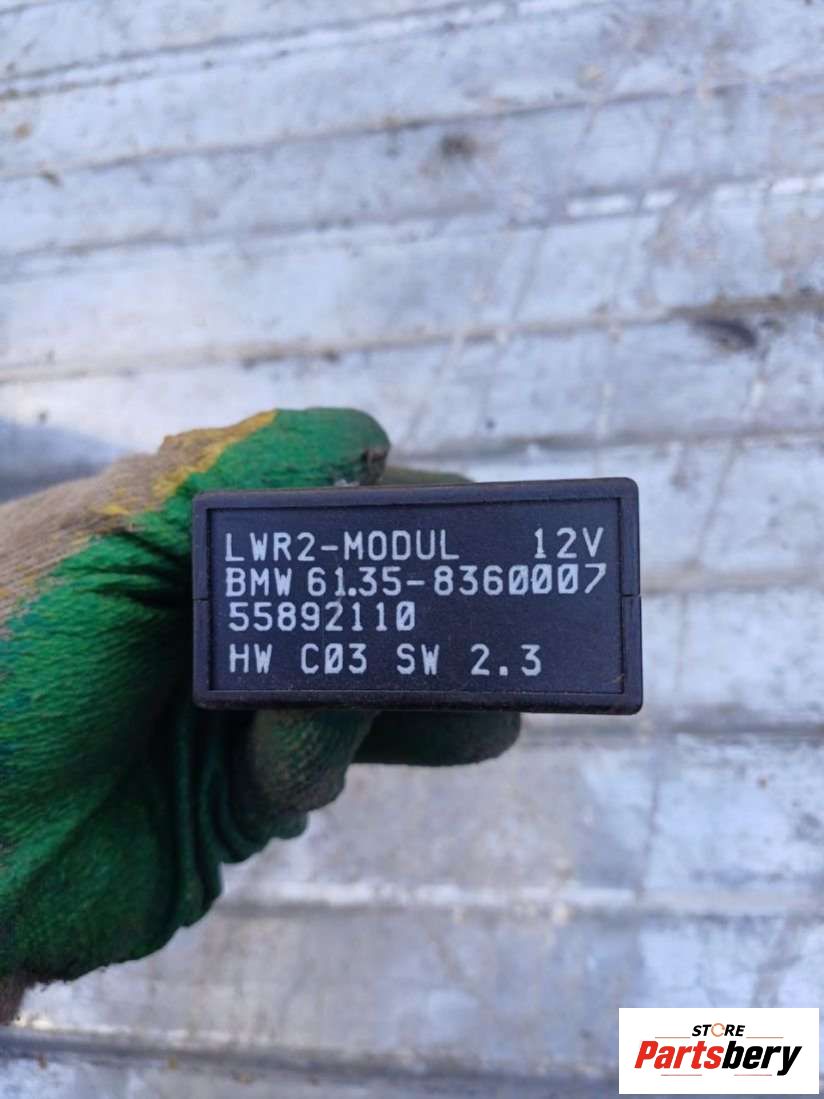 LWR2-MODUL 12V
BMW 61.35-8360007
55892110
HW C03 SW 2.3
STORE
Partsbery